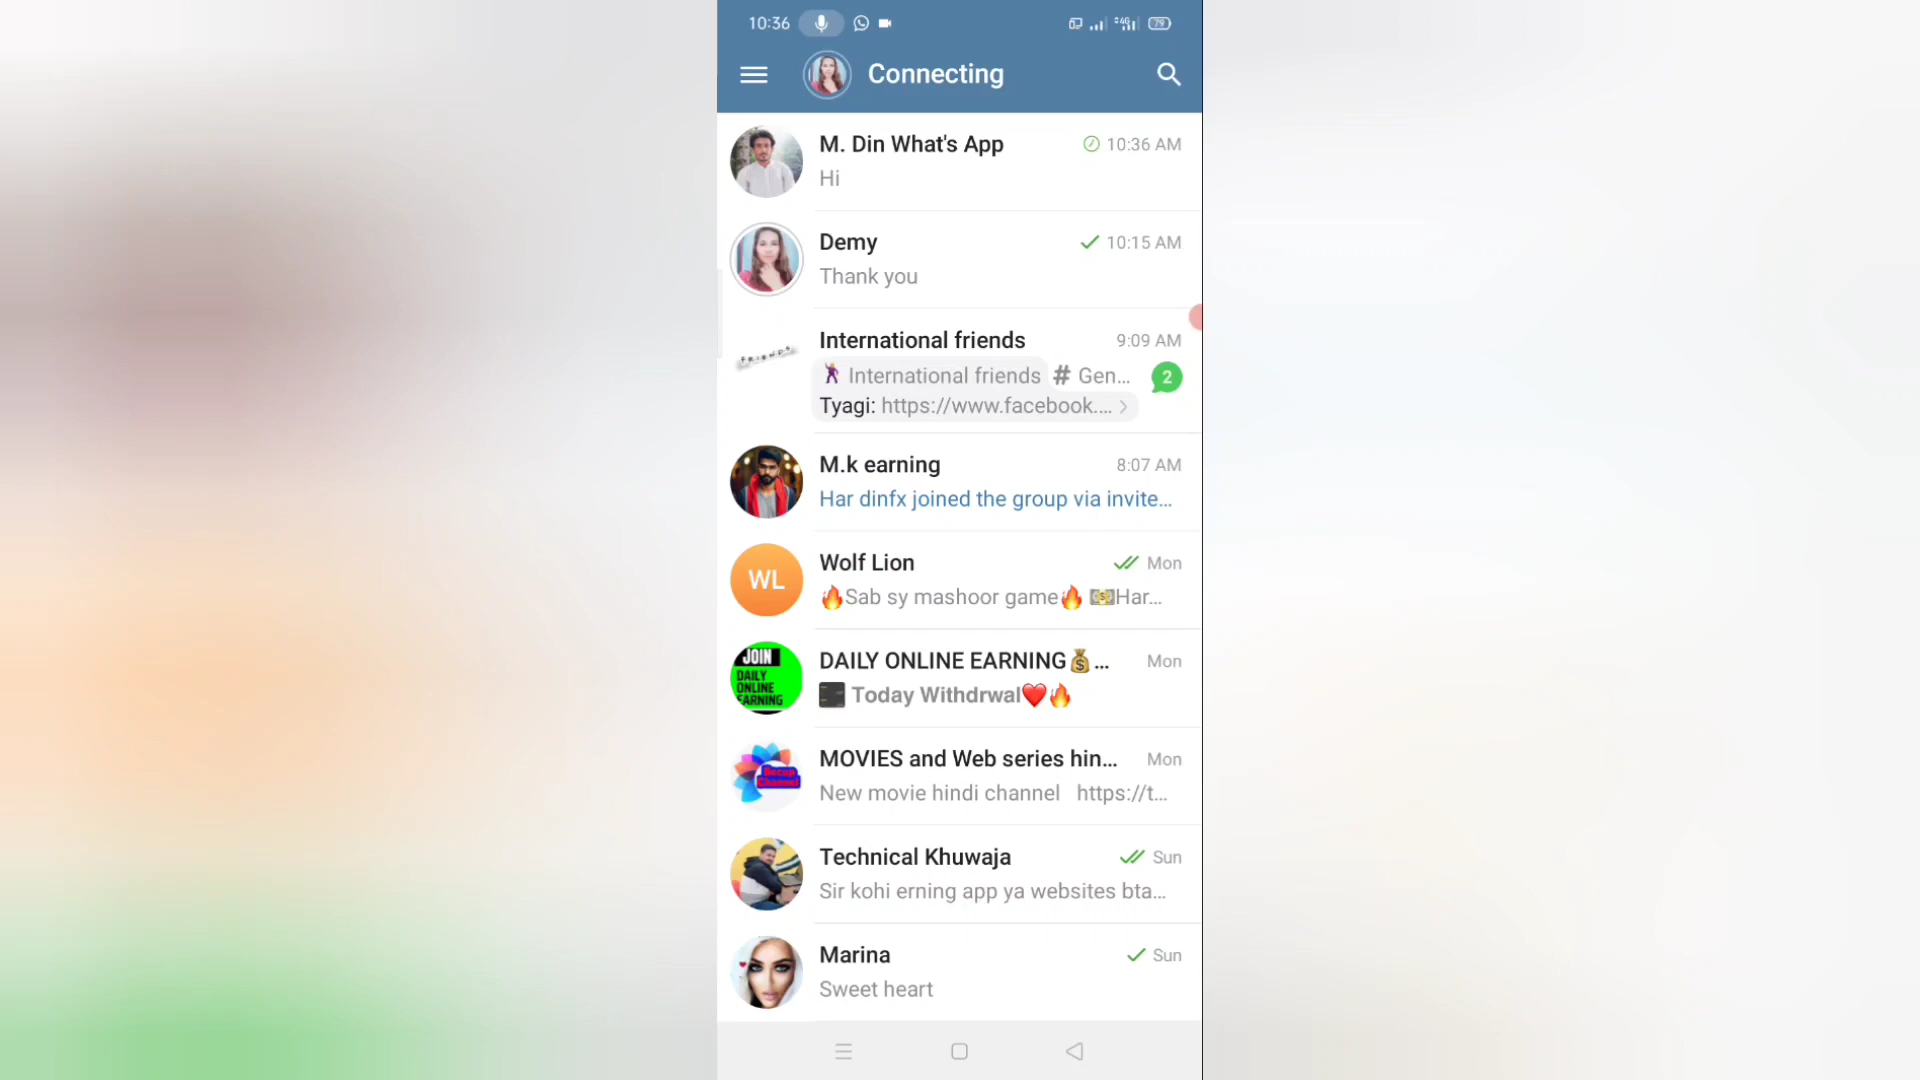 10:36
4G
79
Connecting
M. Din What's App
10:36 AM
Hi
Demy
10:15 AM
Thank you
FRIENDS
International friends
9:09 AM
International friends # Gen...
2
Tyagi: https://www.facebook....
M.k earning
8:07 AM
Har dinfx joined the group via invite...
WL
Wolf Lion
Mon
🔥Sab sy mashoor game🔥 💵Har...
JOIN
DAILY
ONLINE
EARNING
DAILY ONLINE EARNING💰...
Mon
Today Withdrwal❤️🔥
Channel
MOVIES and Web series hin...
Mon
New movie hindi channel https://t...
Technical Khuwaja
Sun
Sir kohi erning app ya websites bta...
Marina
Sun
Sweet heart